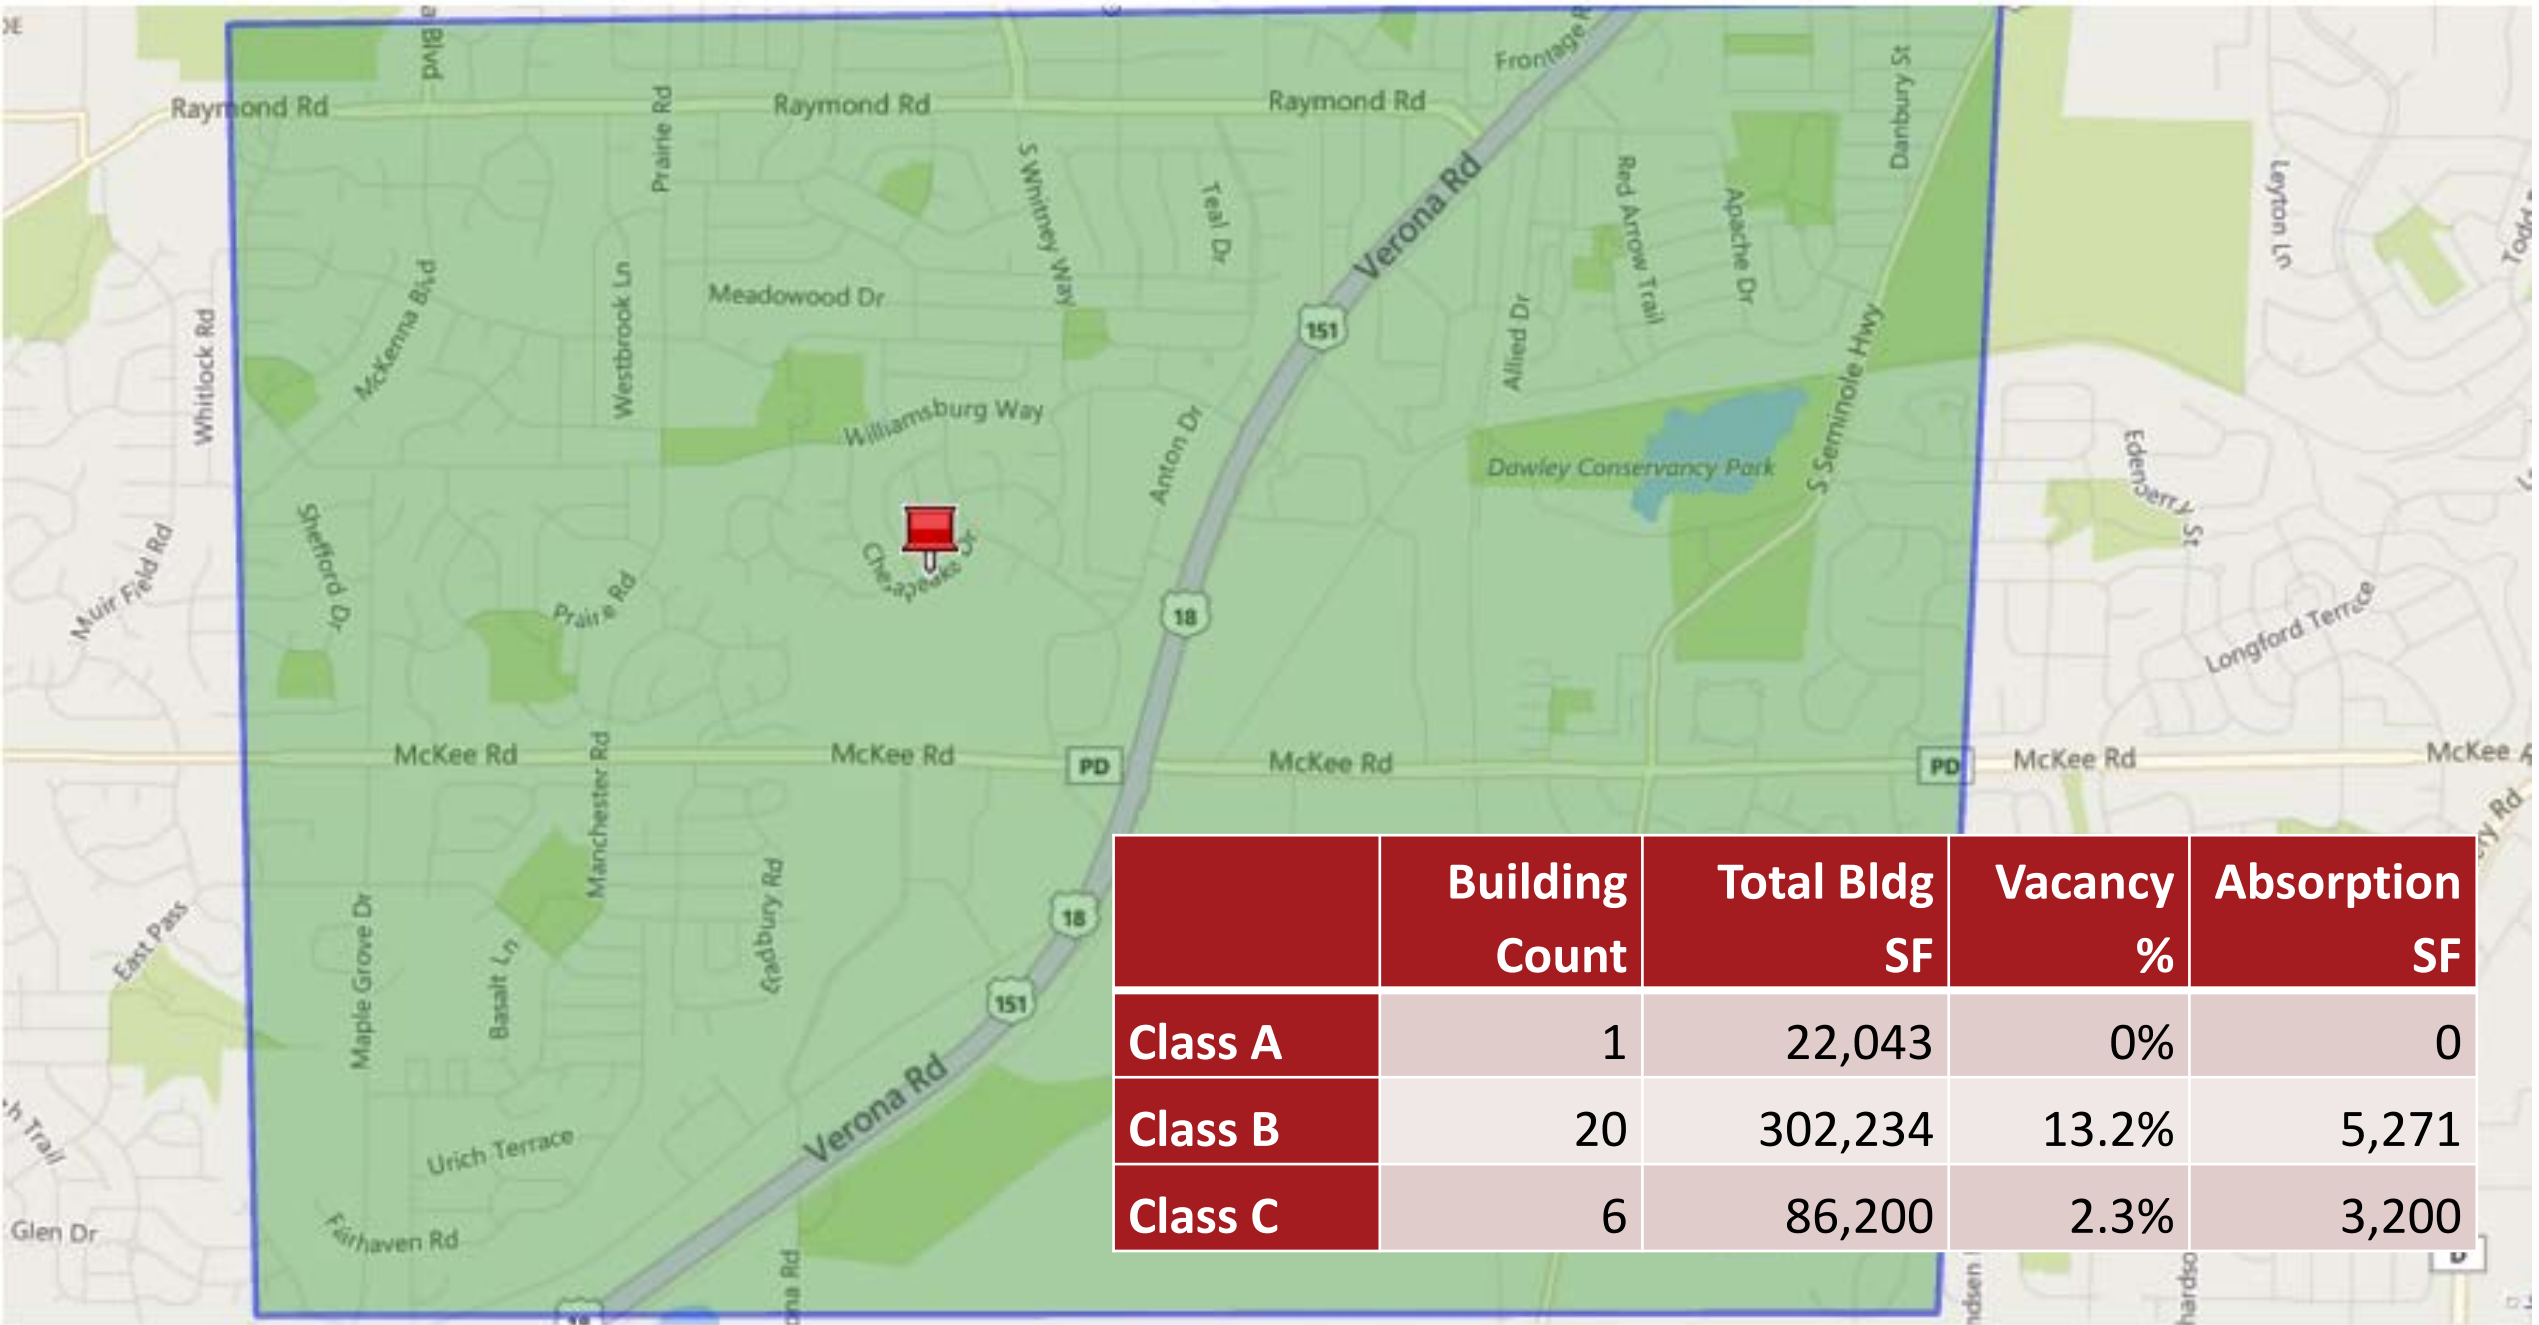 Raymond Rd
Raymond Rd
Raymond Rd
Blvd
Prairie Rd
Frontage
Danbury St
S Whitney Way
Teal Dr
Verona Rd
Red Arrow Trail
Apache Dr
Leyton Ln
McKenna Blvd
Westbrook Ln
Meadowood Dr
Whitlock Rd
151
Allied Dr
S Seminole Hwy
Williamsburg Way
Anton Dr
Dawley Conservancy Park
Edenberry St
Shefford Dr
Muir Field Rd
Prairie Rd
Chesapeake Dr
18
Longford Terrace
McKee Rd
McKee Rd
PD
McKee Rd
PD
McKee Rd
McKee
Manchester Rd
Maple Grove Dr
Basalt Ln
East Pass
18
151
Verona Rd
Urich Terrace
Fairhaven Rd
Glen Dr
Trail
Rd
Building Count Total Bldg SF Vacancy % Absorption SF
Class A 1 22,043 0% 0
Class B 20 302,234 13.2% 5,271
Class C 6 86,200 2.3% 3,200